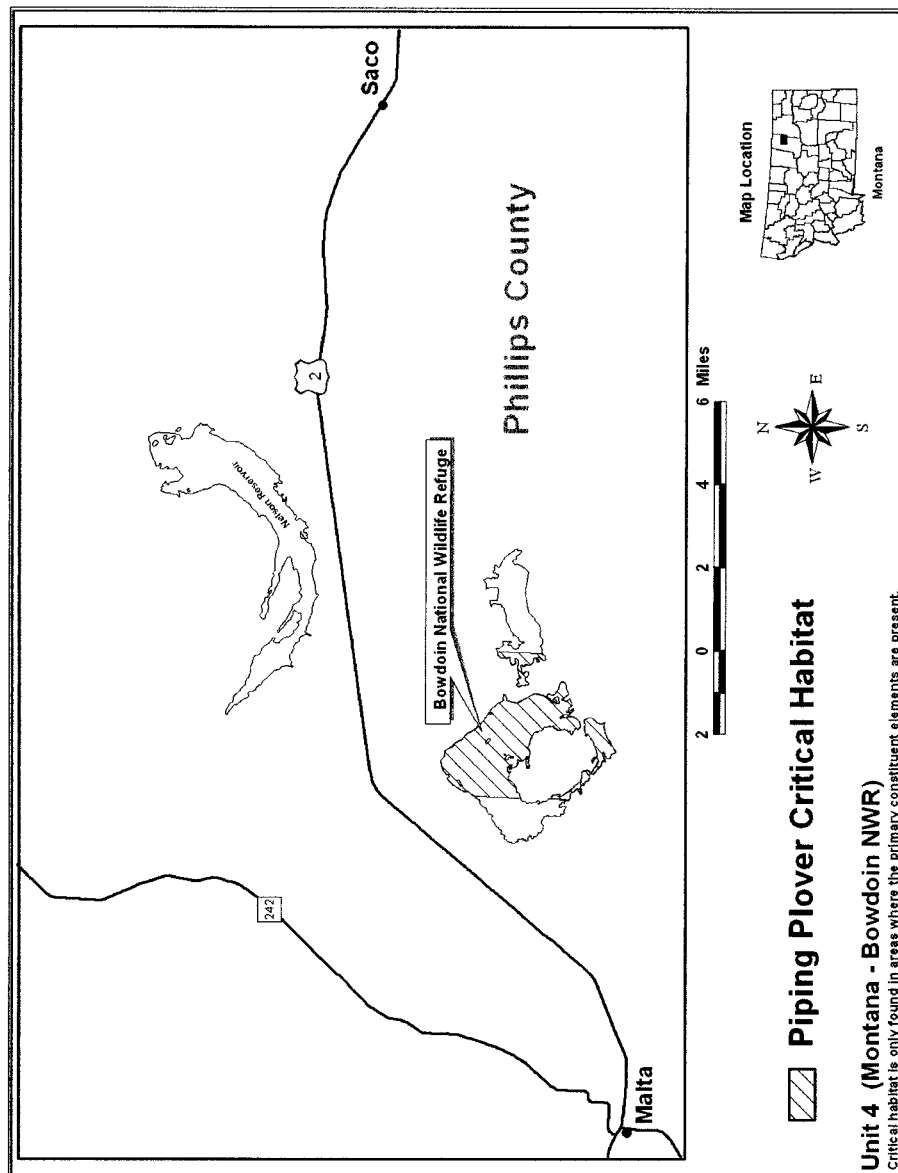 Saco
Nelson Reservoir
2
242
Phillips County
Bowdoin National Wildlife Refuge
Malta
2 0 2 4 6 Miles
Piping Plover Critical Habitat
N
W E
S
Map Location
Montana
Unit 4 (Montana - Bowdoin NWR)
Critical habitat is only found in areas where the primary constituent elements are present.